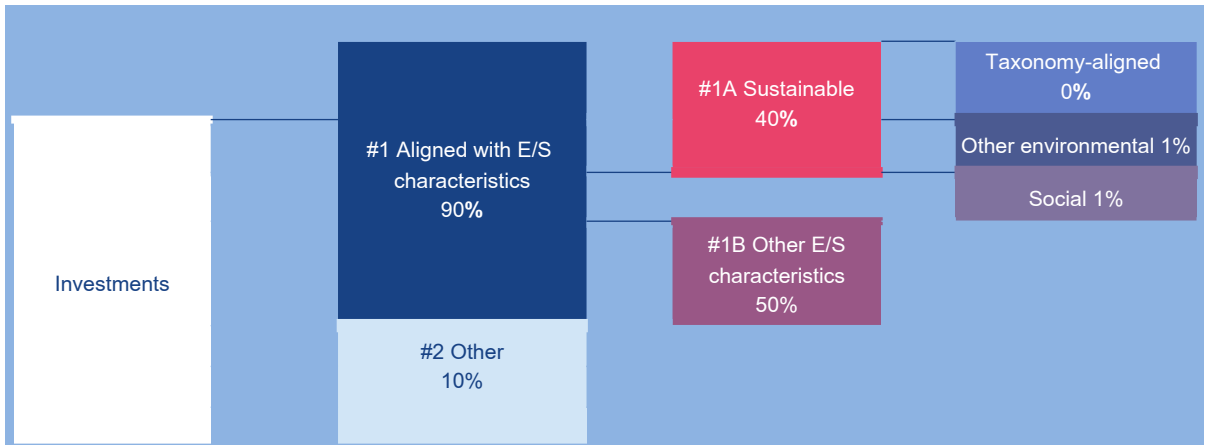 Investments
#1 Aligned with E/S
characteristics
90%
#2 Other
10%
#1A Sustainable
40%
#1B Other E/S
characteristics
50%
Taxonomy-aligned
0%
Other environmental 1%
Social 1%